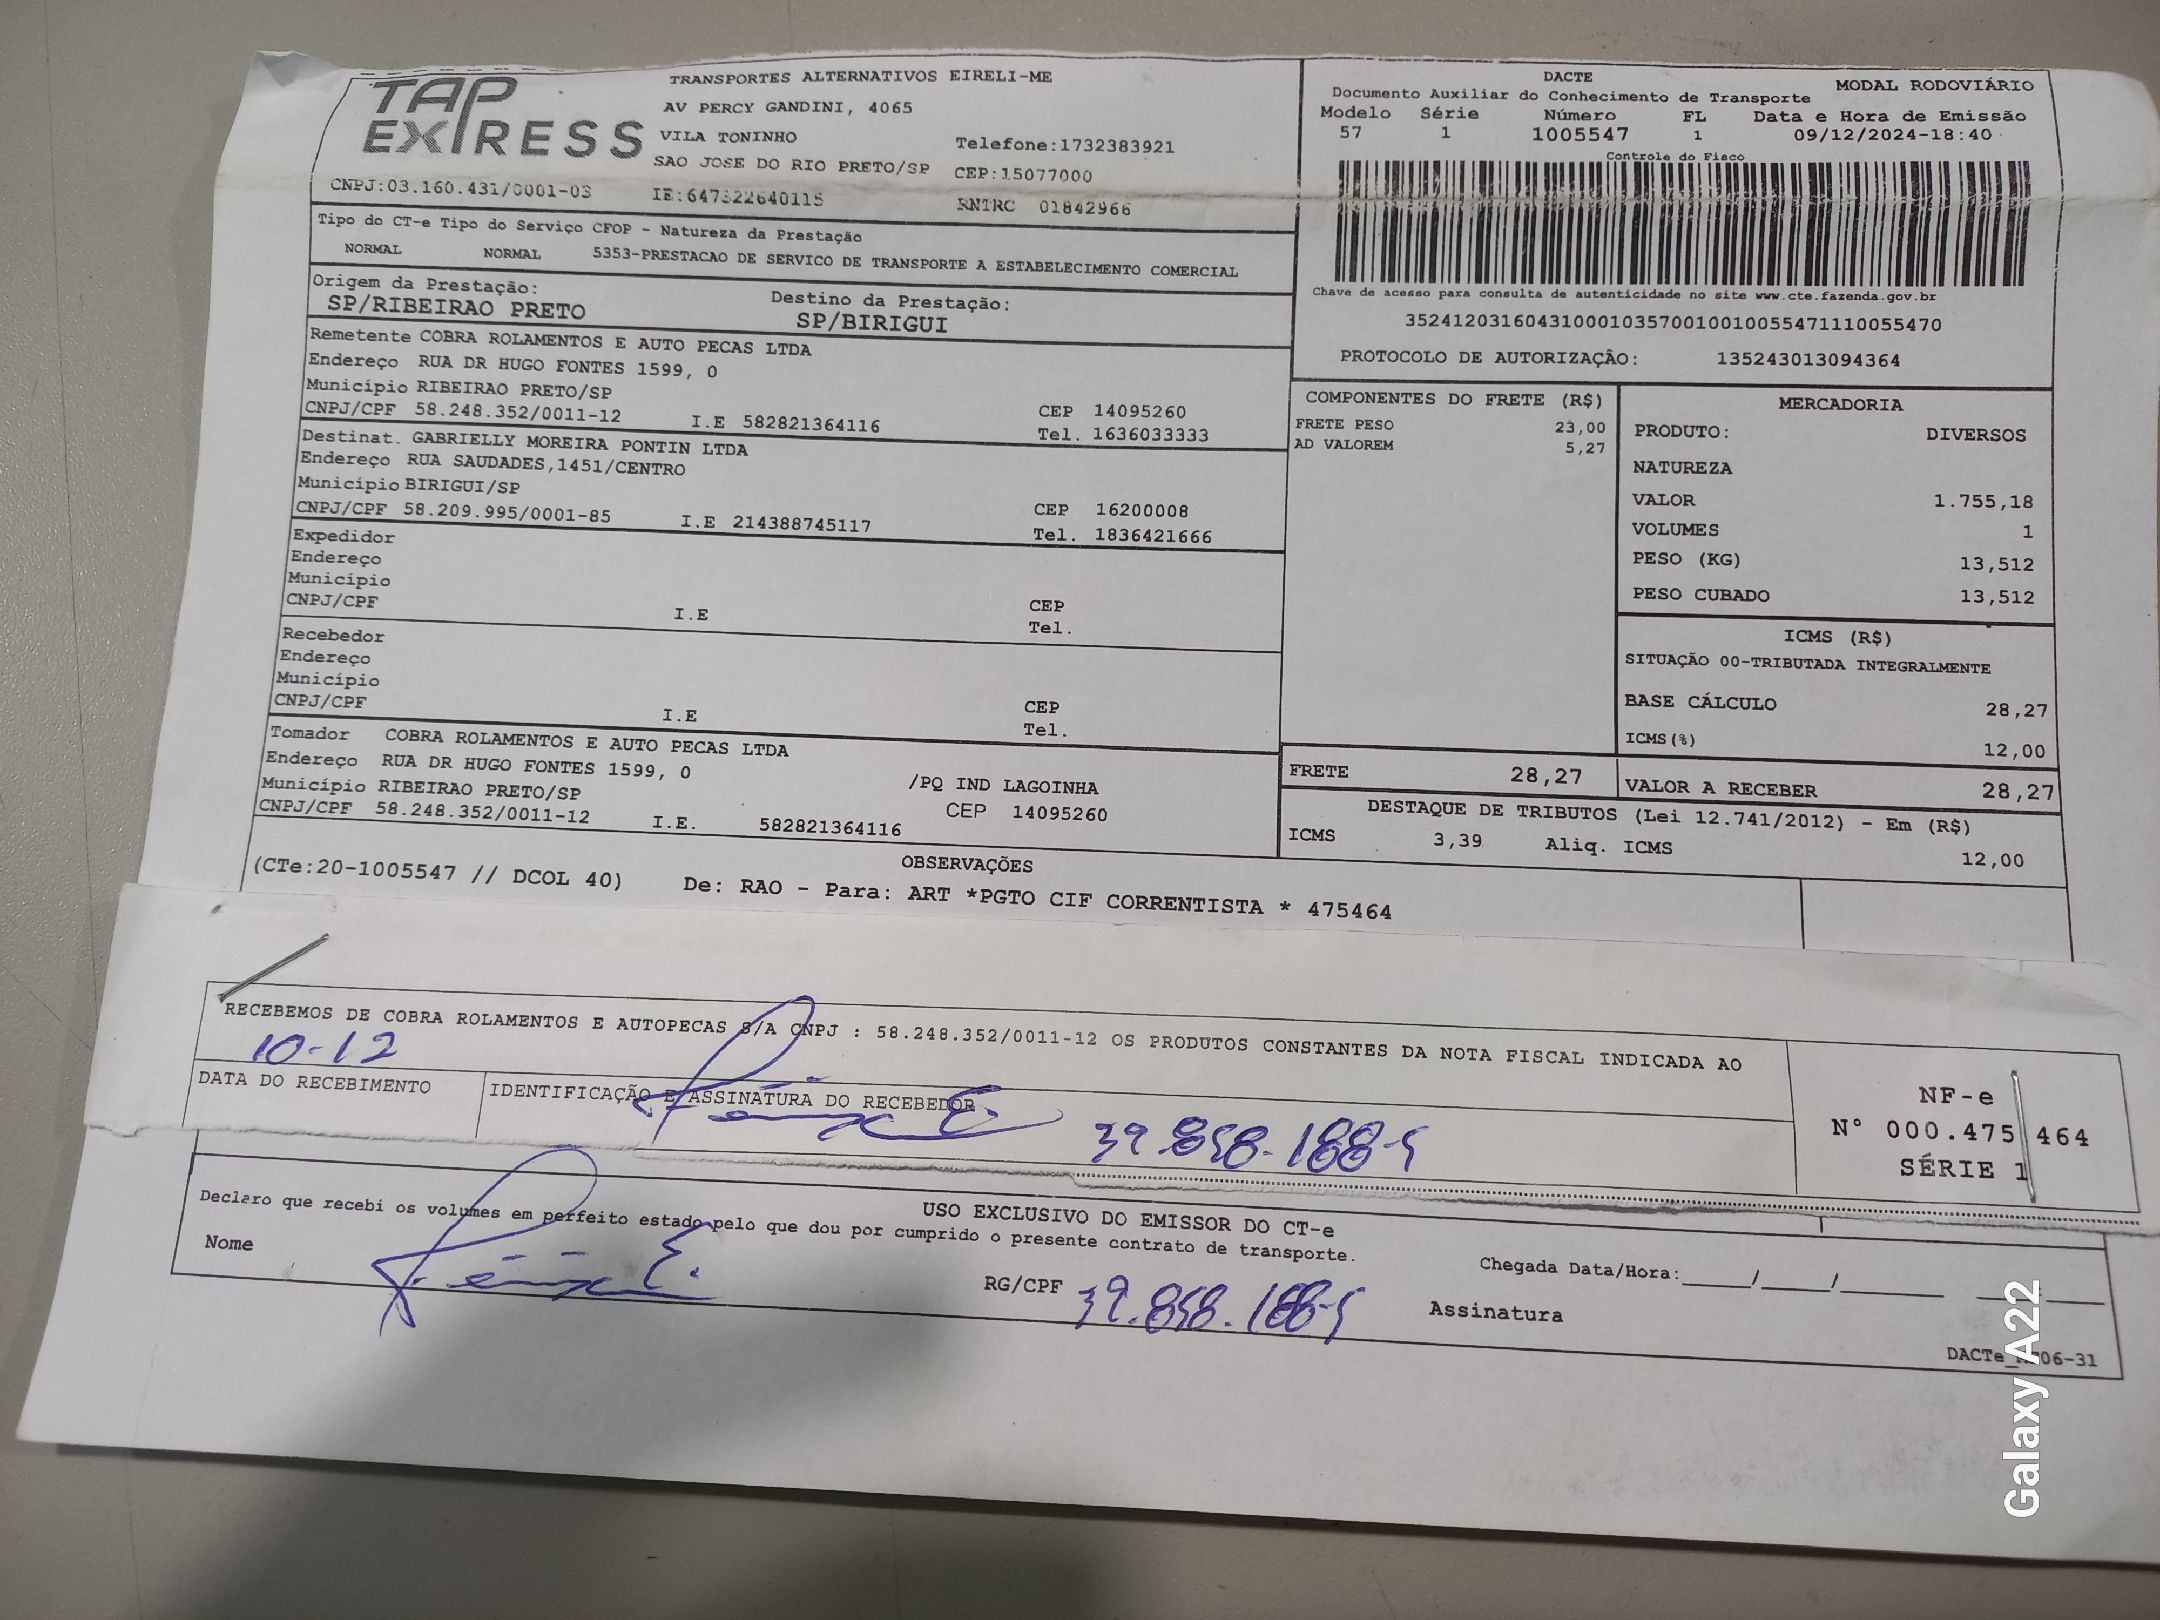 TAP EXPRESS
TRANSPORTES ALTERNATIVOS EIRELI-ME
AV PERCY GANDINI, 4065
VILA TONINHO
Telefone:1732383921
SAO JOSE DO RIO PRETO/SP CEP:15077000
CNPJ:03.160.431/0001-03 IE:647322640115 RNTRC 01842966
DACTE MODAL RODOVIÁRIO
Documento Auxiliar do Conhecimento de Transporte
Modelo Série Número FL Data e Hora de Emissão
57 1 1005547 1 09/12/2024-18:40
Controle do Fisco
Chave de acesso para consulta de autenticidade no site www.cte.fazenda.gov.br
35241203160431000103570010010055471110055470
PROTOCOLO DE AUTORIZAÇÃO: 135243013094364
Tipo do CT-e Tipo do Serviço CFOP - Natureza da Prestação
NORMAL NORMAL 5353-PRESTACAO DE SERVICO DE TRANSPORTE A ESTABELECIMENTO COMERCIAL
Origem da Prestação: Destino da Prestação:
SP/RIBEIRAO PRETO SP/BIRIGUI
Remetente COBRA ROLAMENTOS E AUTO PECAS LTDA
Endereço RUA DR HUGO FONTES 1599, 0
Município RIBEIRAO PRETO/SP CEP 14095260
CNPJ/CPF 58.248.352/0011-12 I.E 582821364116 Tel. 1636033333
Destinat. GABRIELLY MOREIRA PONTIN LTDA
Endereço RUA SAUDADES,1451/CENTRO
Município BIRIGUI/SP CEP 16200008
CNPJ/CPF 58.209.995/0001-85 I.E 214388745117 Tel. 1836421666
Expedidor
Endereço
Município CEP
CNPJ/CPF I.E Tel.
Recebedor
Endereço
Município CEP
CNPJ/CPF I.E Tel.
Tomador COBRA ROLAMENTOS E AUTO PECAS LTDA
Endereço RUA DR HUGO FONTES 1599, 0 /PQ IND LAGOINHA
Município RIBEIRAO PRETO/SP CEP 14095260
CNPJ/CPF 58.248.352/0011-12 I.E. 582821364116
COMPONENTES DO FRETE (R$)
FRETE PESO 23,00
AD VALOREM 5,27
MERCADORIA
PRODUTO: DIVERSOS
NATUREZA
VALOR 1.755,18
VOLUMES 1
PESO (KG) 13,512
PESO CUBADO 13,512
ICMS (R$)
SITUAÇÃO 00-TRIBUTADA INTEGRALMENTE
BASE CÁLCULO 28,27
ICMS(%) 12,00
FRETE 28,27 VALOR A RECEBER 28,27
DESTAQUE DE TRIBUTOS (Lei 12.741/2012) - Em (R$)
ICMS 3,39 Aliq. ICMS 12,00
OBSERVAÇÕES
(CTe:20-1005547 // DCOL 40) De: RAO - Para: ART *PGTO CIF CORRENTISTA * 475464
RECEBEMOS DE COBRA ROLAMENTOS E AUTOPECAS S/A CNPJ : 58.248.352/0011-12 OS PRODUTOS CONSTANTES DA NOTA FISCAL INDICADA AO
10-12
DATA DO RECEBIMENTO IDENTIFICAÇÃO E ASSINATURA DO RECEBEDOR
39.898.188-5
NF-e
N° 000.475 464
SÉRIE 1
USO EXCLUSIVO DO EMISSOR DO CT-e
Declaro que recebi os volumes em perfeito estado pelo que dou por cumprido o presente contrato de transporte.
Nome RG/CPF 39.898.188-5 Chegada Data/Hora:_____/_____/_____
Assinatura
Galaxy A22